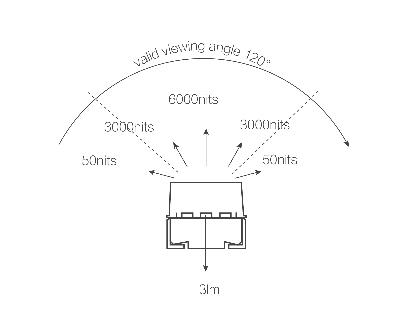 valid viewing angle 120°
6000nits
3000nits
3000nits
50nits
50nits
3lm